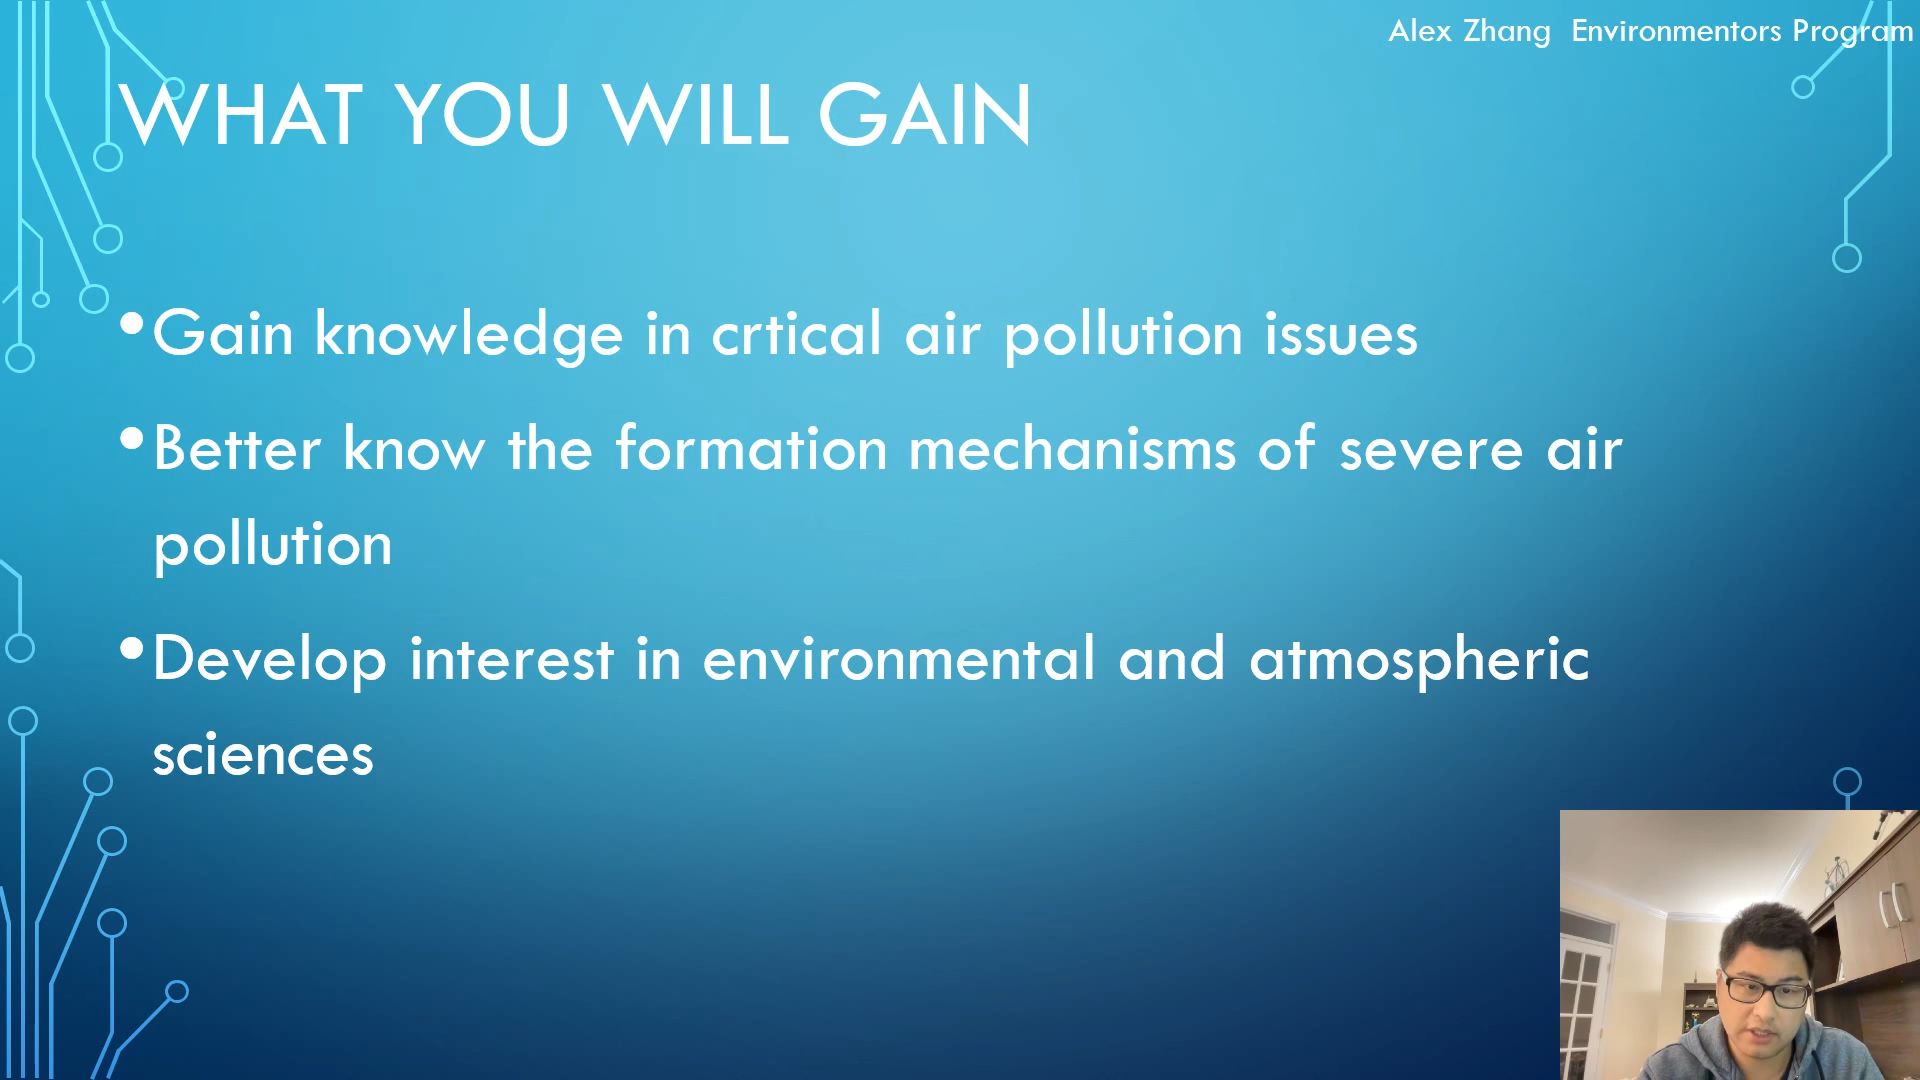 Alex Zhang  Environmentors Program
WHAT YOU WILL GAIN
•Gain knowledge in crtical air pollution issues
•Better know the formation mechanisms of severe air
pollution
•Develop interest in environmental and atmospheric
sciences